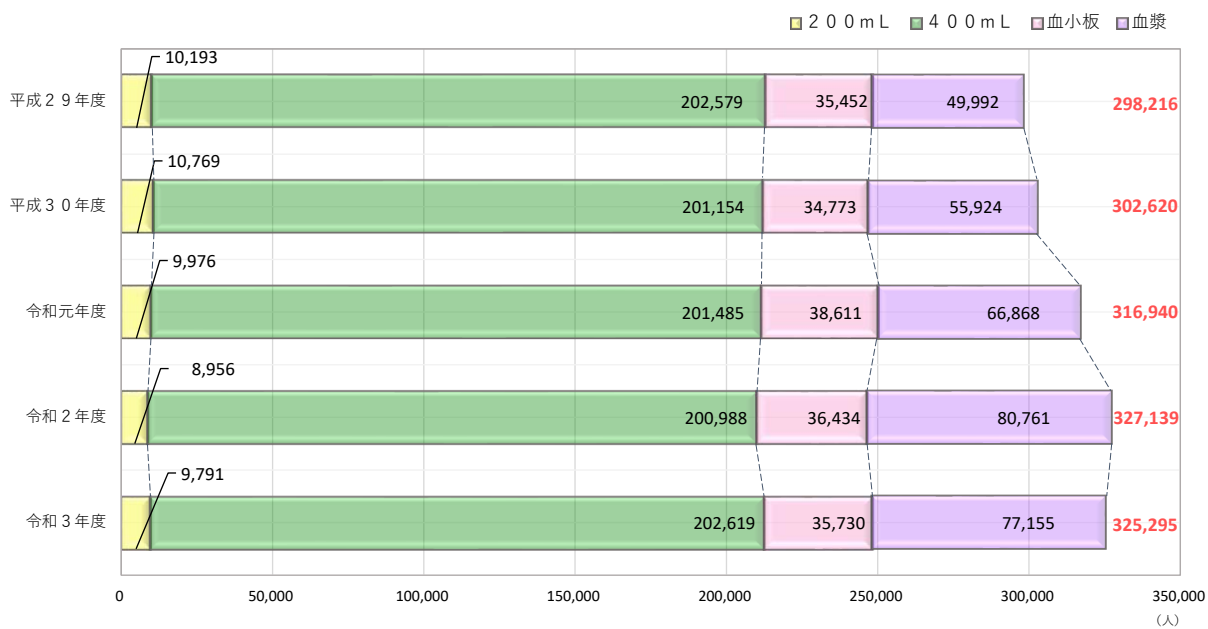 ２００ｍＬ ４００ｍＬ 血小板 血漿
10,193
平成２９年度 202,579 35,452 49,992 298,216
10,769
平成３０年度 201,154 34,773 55,924 302,620
9,976
令和元年度 201,485 38,611 66,868 316,940
8,956
令和２年度 200,988 36,434 80,761 327,139
9,791
令和３年度 202,619 35,730 77,155 325,295
0 50,000 100,000 150,000 200,000 250,000 300,000 350,000
（人）